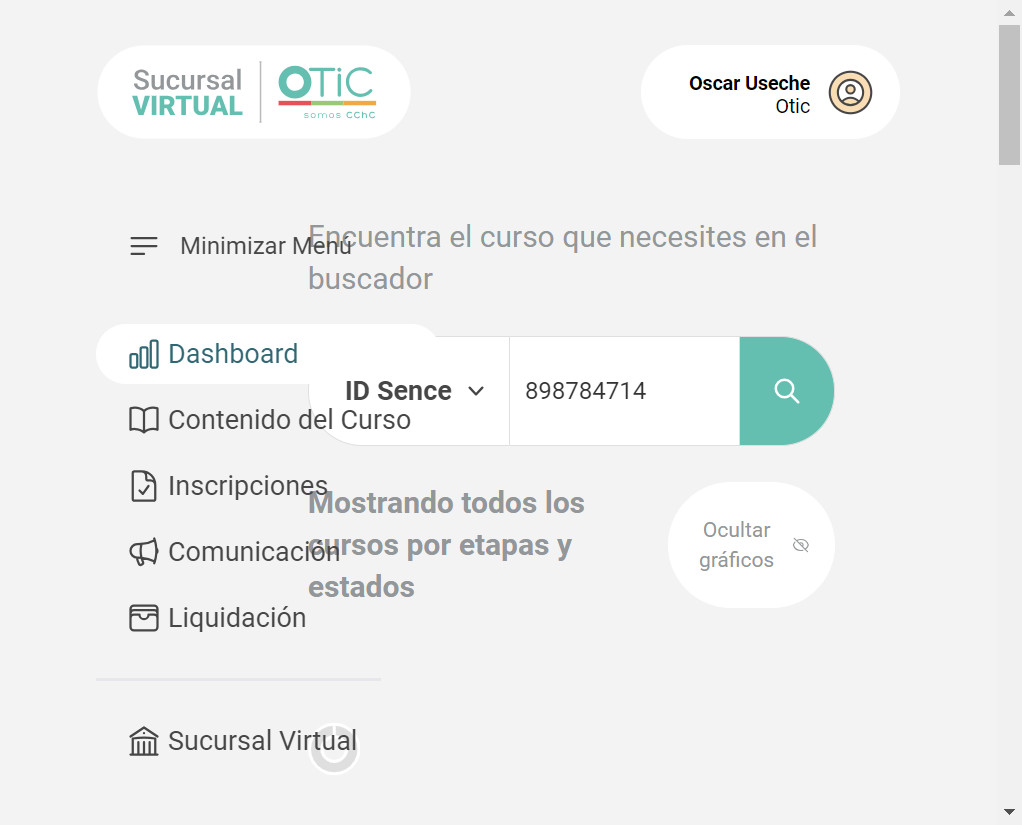 Sucursal
VIRTUAL
OTiC
somos CChC
Oscar Useche
Otic
Minimizar Menú
Encuentra el curso que necesites en el
buscador
Dashboard
ID Sence
898784714
Contenido del Curso
Inscripciones
Mostrando todos los
cursos por etapas y
estados
Ocultar
gráficos
Comunicación
Liquidación
Sucursal Virtual